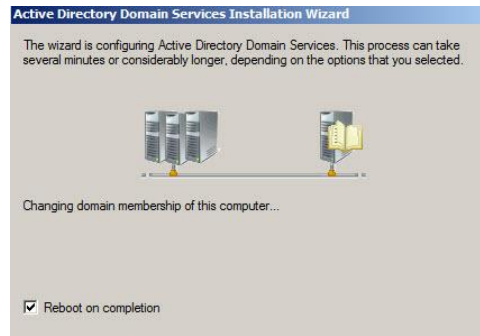 Active Directory Domain Services Installation Wizard
The wizard is configuring Active Directory Domain Services. This process can take
several minutes or considerably longer, depending on the options that you selected.
Changing domain membership of this computer...
Reboot on completion